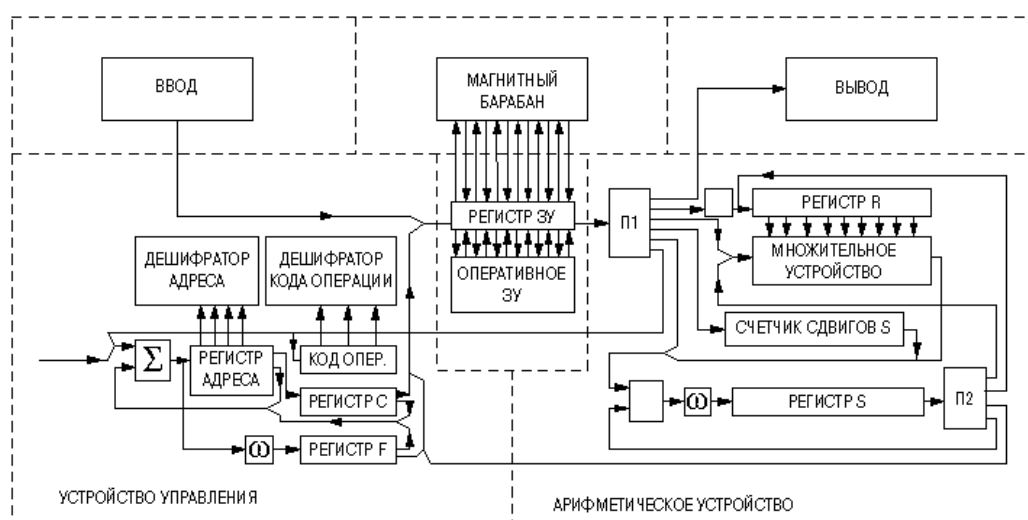 ВВОД
МАГНИТНЫЙ
БАРАБАН
ВЫВОД
РЕГИСТР ЗУ
П1
РЕГИСТР R
МНОЖИТЕЛЬНОЕ
УСТРОЙСТВО
ДЕШИФРАТОР
АДРЕСА
ДЕШИФРАТОР
КОДА ОПЕРАЦИИ
ОПЕРАТИВНОЕ
ЗУ
СЧЕТЧИК СДВИГОВ S
Σ
РЕГИСТР
АДРЕСА
КОД ОПЕР.
РЕГИСТР С
ω
РЕГИСТР S
П2
ω
РЕГИСТР F
УСТРОЙСТВО УПРАВЛЕНИЯ
АРИФМЕТИЧЕСКОЕ УСТРОЙСТВО